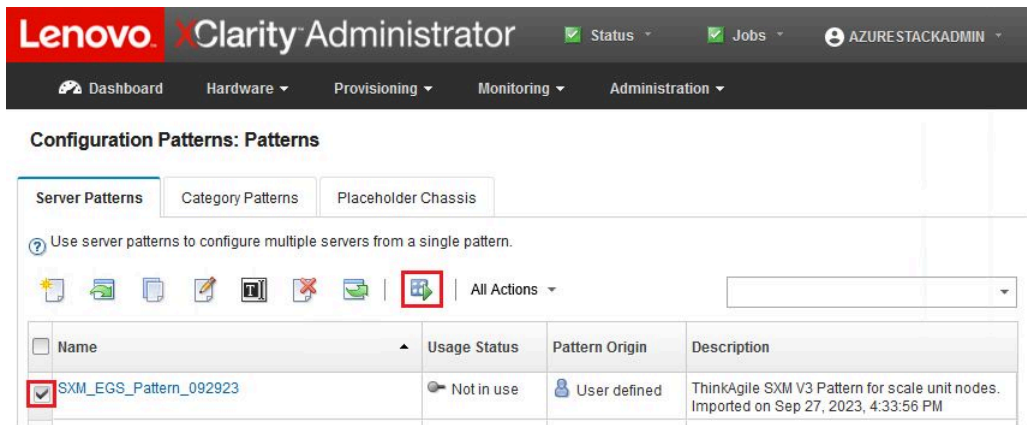 Lenovo. XClarity Administrator Status Jobs AZURESTACKADMIN
Dashboard Hardware Provisioning Monitoring Administration
Configuration Patterns: Patterns
Server Patterns Category Patterns Placeholder Chassis
? Use server patterns to configure multiple servers from a single pattern.
T All Actions
Name Usage Status Pattern Origin Description
SXM_EGS_Pattern_092923 Not in use User defined ThinkAgile SXM V3 Pattern for scale unit nodes.
Imported on Sep 27, 2023, 4:33:56 PM